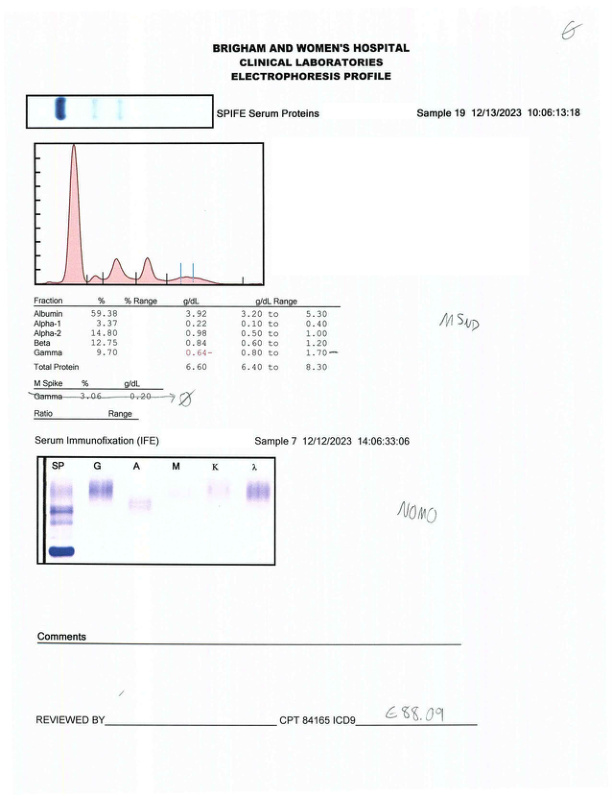 G
BRIGHAM AND WOMEN'S HOSPITAL
CLINICAL LABORATORIES
ELECTROPHORESIS PROFILE
SPIFE Serum Proteins Sample 19 12/13/2023 10:06:13:18
Fraction % % Range g/dL g/dL Range
Albumin 59.38 3.92 3.20 to 5.30
Alpha-1 3.37 0.22 0.10 to 0.40
Alpha-2 14.80 0.98 0.50 to 1.00
Beta 12.75 0.84 0.60 to 1.20
Gamma 9.70 0.64- 0.80 to 1.70
Total Protein 6.60 6.40 to 8.30
MSND
M Spike % g/dL
Gamma 3.06 0.20 → Ø
Ratio Range
Serum Immunofixation (IFE) Sample 7 12/12/2023 14:06:33:06
SP G A M K λ
NOMO
Comments
REVIEWED BY CPT 84165 ICD9 E88.09